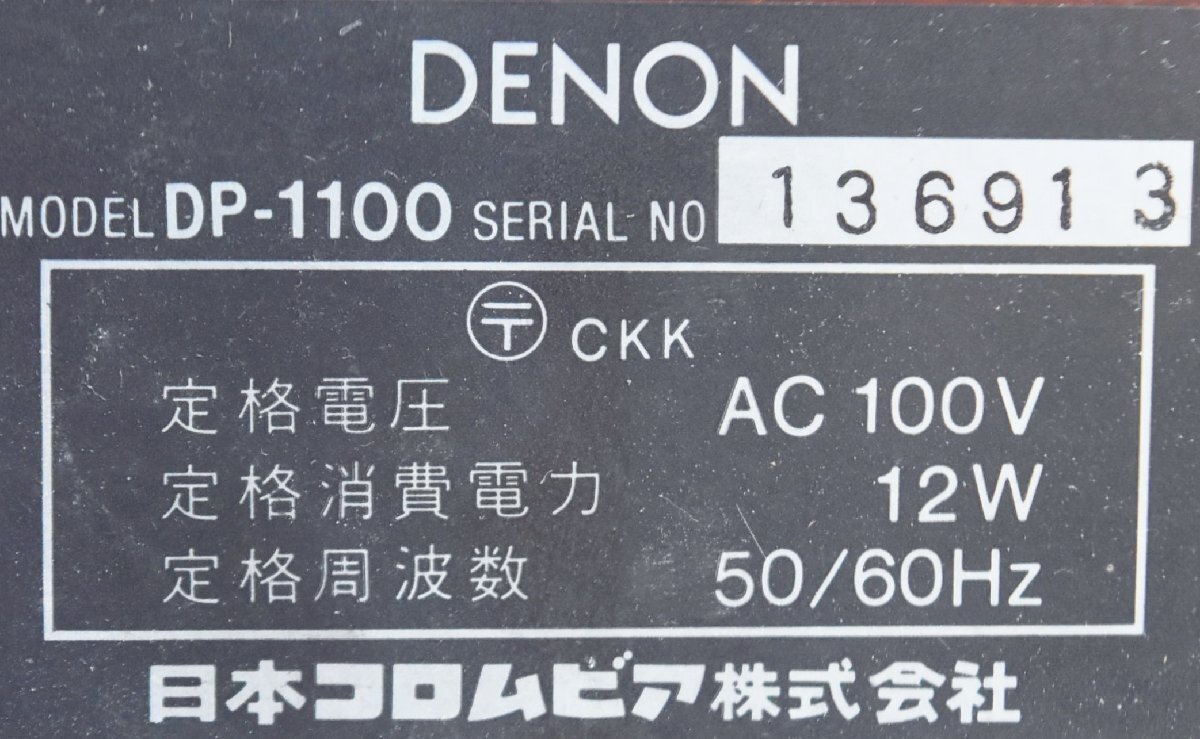 DENON
MODEL DP-1100 SERIAL NO 136913
〒 CKK
定格電圧 AC 100V
定格消費電力 12W
定格周波数 50/60Hz
日本コロムビア株式会社